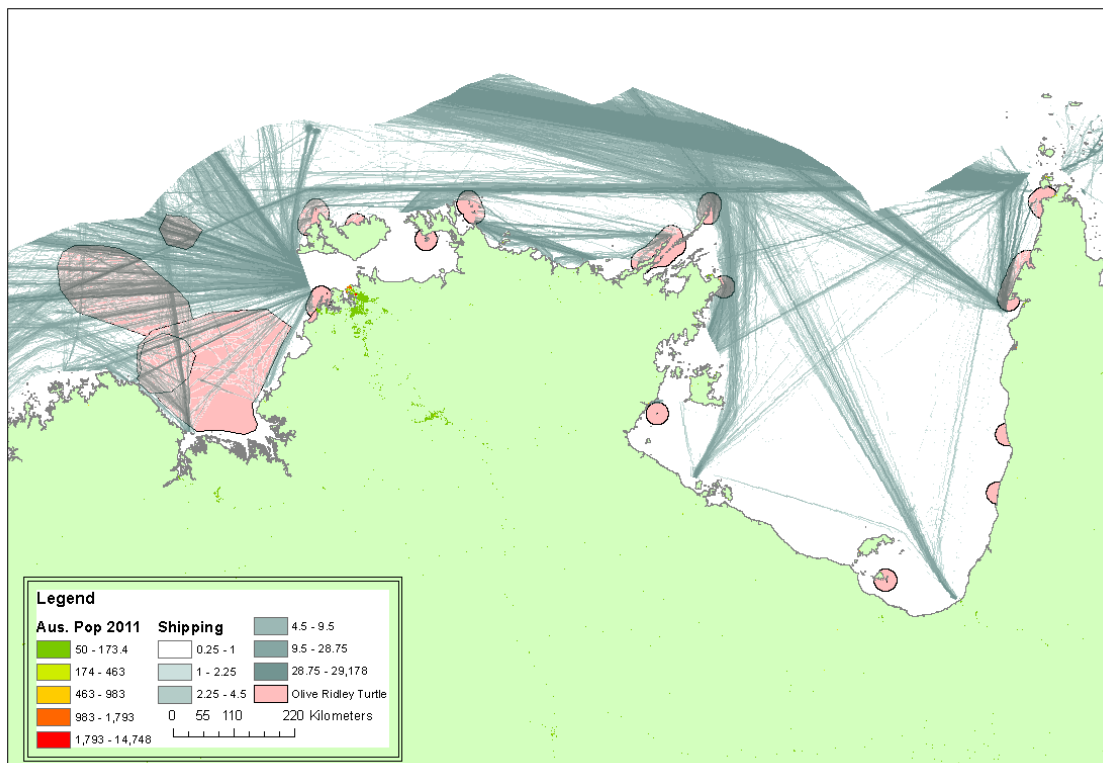 Legend
Aus. Pop 2011
50 - 173.4
174 - 463
463 - 983
983 - 1,793
1,793 - 14,748
Shipping
0.25 - 1
1 - 2.25
2.25 - 4.5
4.5 - 9.5
9.5 - 28.75
28.75 - 29,178
Olive Ridley Turtle
0 55 110 220 Kilometers